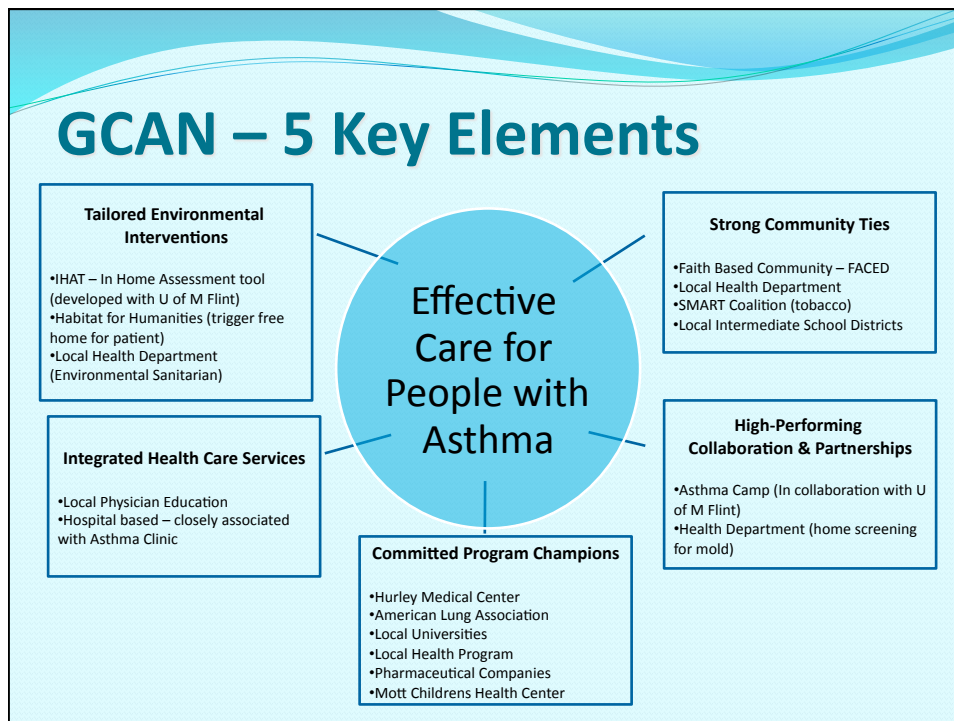 GCAN – 5 Key Elements
Tailored Environmental
Interventions
•IHAT – In Home Assessment tool
(developed with U of M Flint)
•Habitat for Humanities (trigger free
home for patient)
•Local Health Department
(Environmental Sanitarian)
Integrated Health Care Services
•Local Physician Education
•Hospital based – closely associated
with Asthma Clinic
Effective
Care for
People with
Asthma
Committed Program Champions
•Hurley Medical Center
•American Lung Association
•Local Universities
•Local Health Program
•Pharmaceutical Companies
•Mott Childrens Health Center
Strong Community Ties
•Faith Based Community – FACED
•Local Health Department
•SMART Coalition (tobacco)
•Local Intermediate School Districts
High-Performing
Collaboration & Partnerships
•Asthma Camp (In collaboration with U
of M Flint)
•Health Department (home screening
for mold)